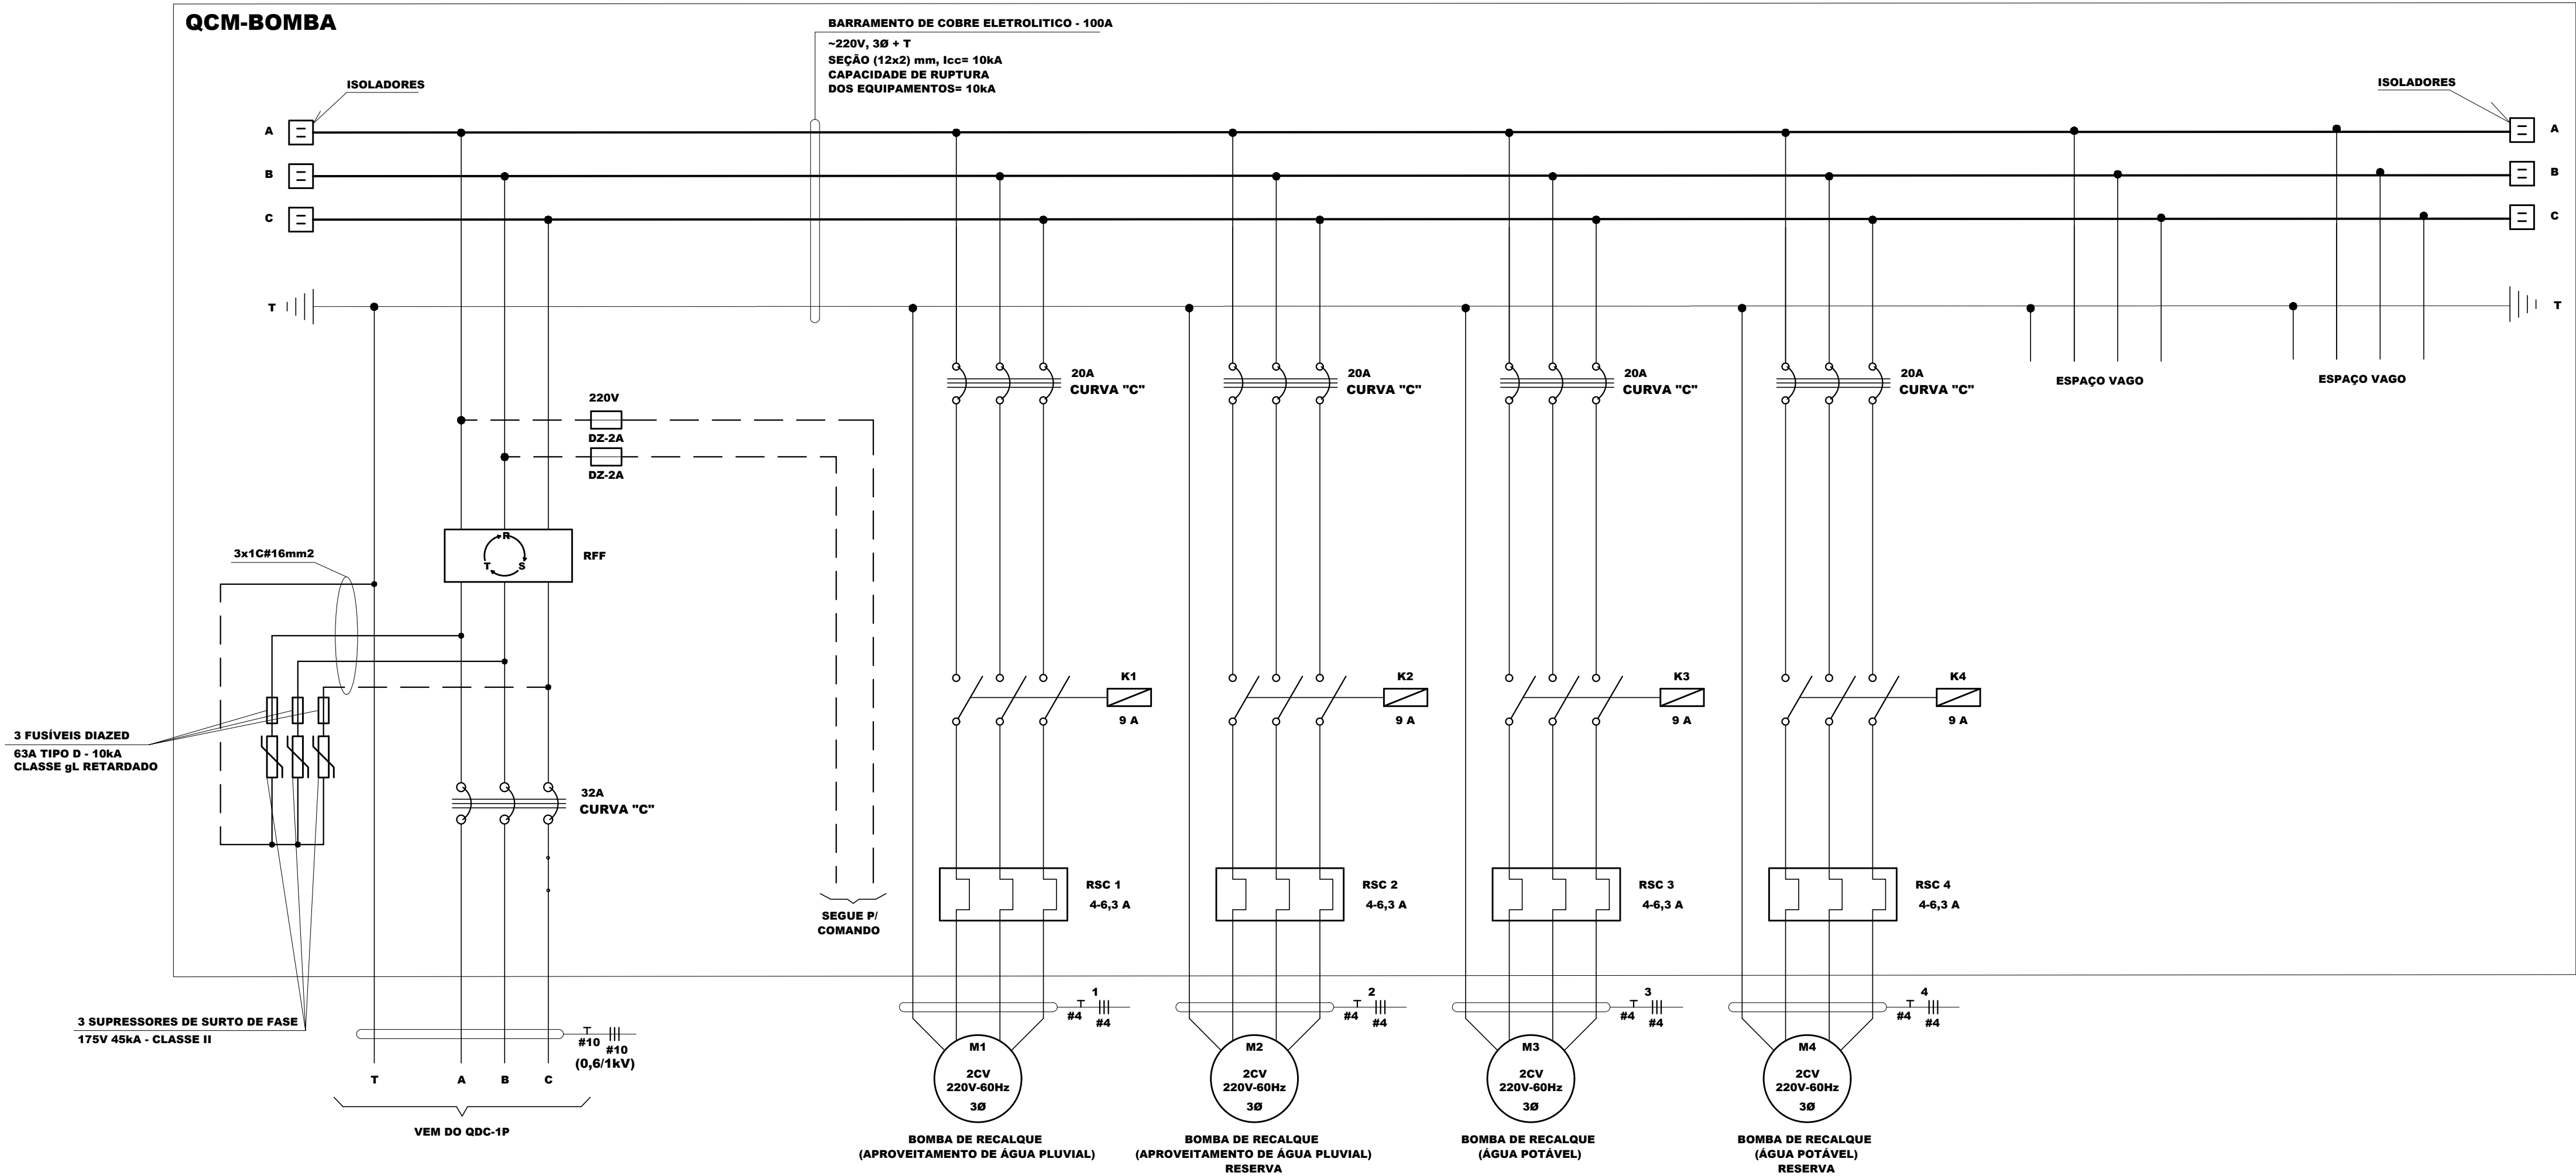 QCM-BOMBA
BARRAMENTO DE COBRE ELETROLITICO - 100A
~220V, 3Ø + T
SEÇÃO (12x2) mm, Icc= 10kA
CAPACIDADE DE RUPTURA
DOS EQUIPAMENTOS= 10kA
ISOLADORES
ISOLADORES
A
A
B
B
C
C
T
T
20A
CURVA "C"
20A
CURVA "C"
20A
CURVA "C"
20A
CURVA "C"
ESPAÇO VAGO
ESPAÇO VAGO
220V
DZ-2A
DZ-2A
R
T
S
RFF
3x1C#16mm2
K1
9 A
K2
9 A
K3
9 A
K4
9 A
3 FUSÍVEIS DIAZED
63A TIPO D - 10kA
CLASSE gL RETARDADO
32A
CURVA "C"
SEGUE P/
COMANDO
RSC 1
4-6,3 A
RSC 2
4-6,3 A
RSC 3
4-6,3 A
RSC 4
4-6,3 A
3 SUPRESSORES DE SURTO DE FASE
175V 45kA - CLASSE II
T
#10
#10
(0,6/1kV)
T
A
B
C
VEM DO QDC-1P
1
T
#4
#4
2
T
#4
#4
3
T
#4
#4
4
T
#4
#4
M1
2CV
220V-60Hz
3Ø
BOMBA DE RECALQUE
(APROVEITAMENTO DE ÁGUA PLUVIAL)
M2
2CV
220V-60Hz
3Ø
BOMBA DE RECALQUE
(APROVEITAMENTO DE ÁGUA PLUVIAL)
RESERVA
M3
2CV
220V-60Hz
3Ø
BOMBA DE RECALQUE
(ÁGUA POTÁVEL)
M4
2CV
220V-60Hz
3Ø
BOMBA DE RECALQUE
(ÁGUA POTÁVEL)
RESERVA